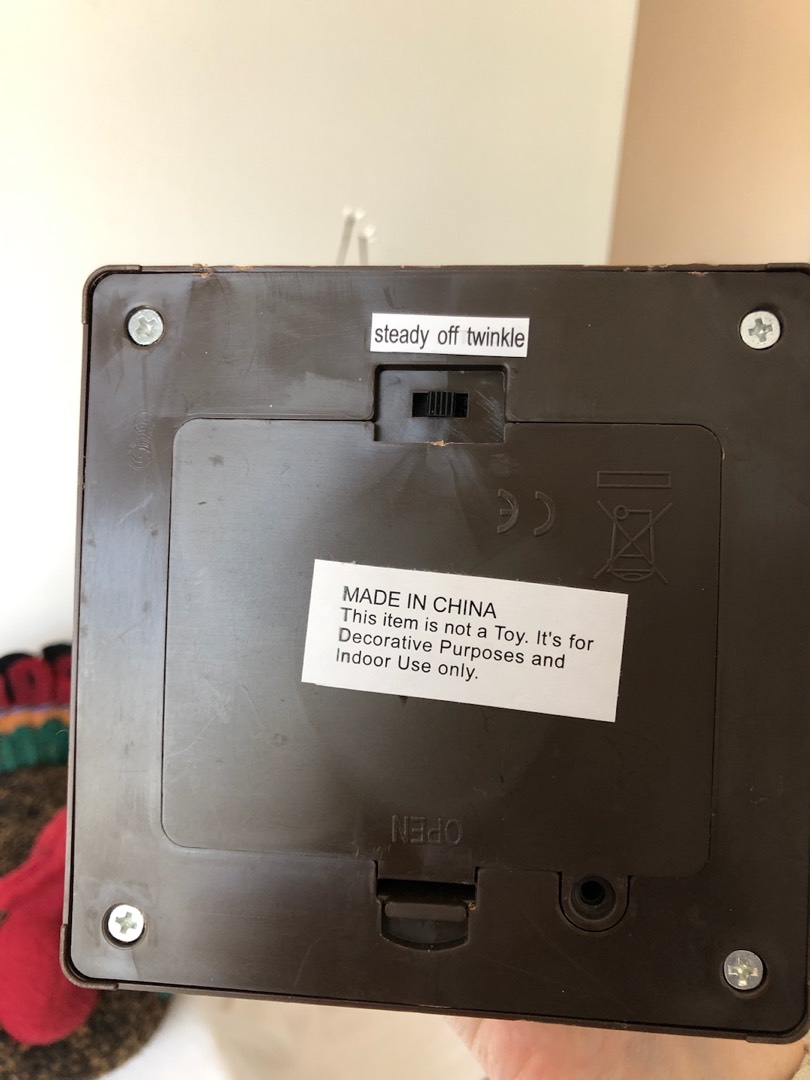 steady off twinkle
CE
MADE IN CHINA
This item is not a Toy. It's for
Decorative Purposes and
Indoor Use only.
OPEN